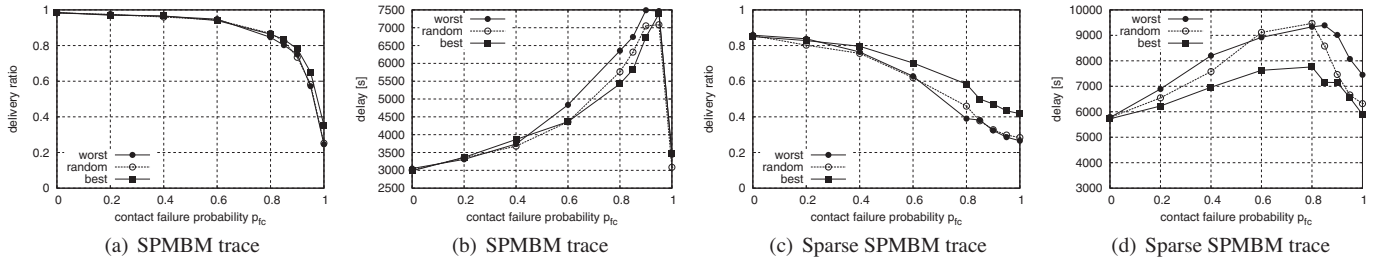 1
0.8
0.6
0.4
0.2
0
delivery ratio
worst
random
best
0 0.2 0.4 0.6 0.8 1
contact failure probability pfc
(a) SPMBM trace
7500
7000
6500
6000
5500
5000
4500
4000
3500
3000
2500
delay [s]
worst
random
best
0 0.2 0.4 0.6 0.8 1
contact failure probability pfc
(b) SPMBM trace
1
0.8
0.6
0.4
0.2
0
delivery ratio
worst
random
best
0 0.2 0.4 0.6 0.8 1
contact failure probability pfc
(c) Sparse SPMBM trace
10000
9000
8000
7000
6000
5000
4000
3000
delay [s]
worst
random
best
0 0.2 0.4 0.6 0.8 1
contact failure probability pfc
(d) Sparse SPMBM trace